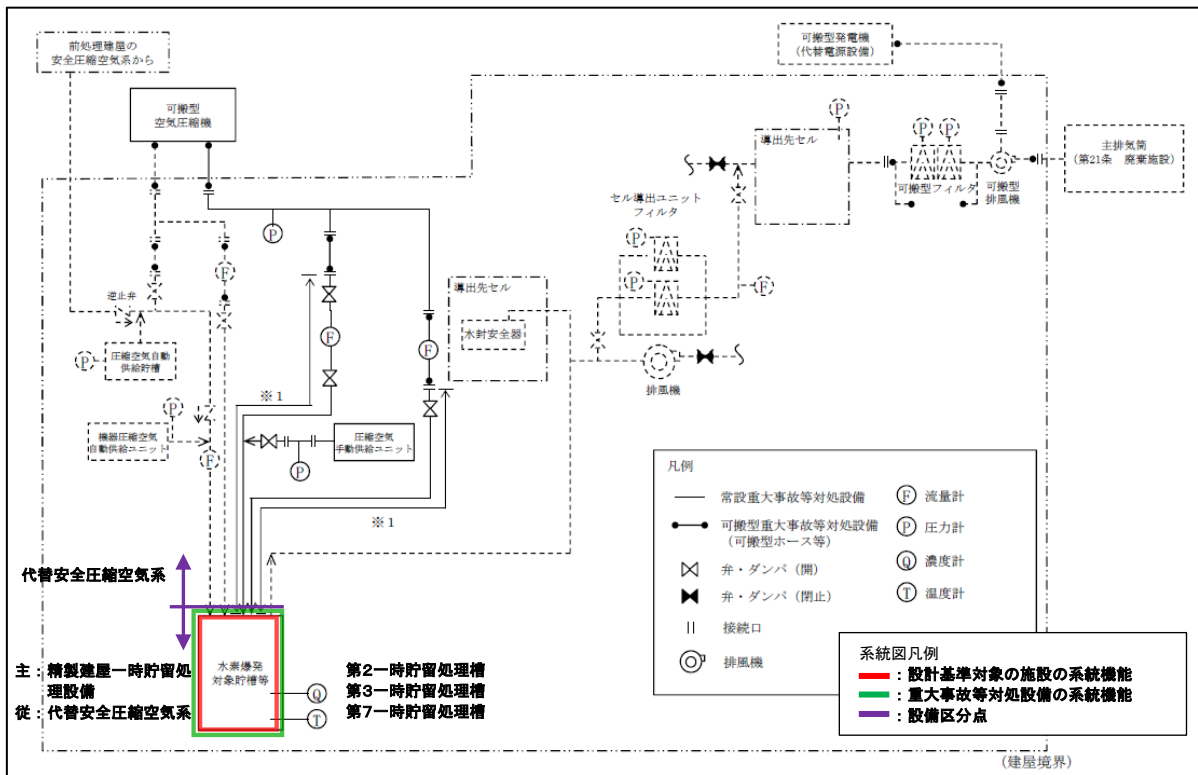 前処理建屋の
安全圧縮空気系から
可搬型発電機
(代替電源設備)
可搬型
空気圧縮機
P
P
P
導出先セル
主排気筒
(第21条 廃棄施設)
可搬型フィルタ
可搬型
排風機
セル導出ユニット
フィルタ
P
P
F
P
F
逆止弁
導出先セル
水封安全器
F
F
P
圧縮空気自動
供給貯槽
排風機
※1
P
機器圧縮空気
自動供給ユニット
F
圧縮空気
手動供給ユニット
P
※1
凡例
常設重大事故等対処設備
可搬型重大事故等対処設備
(可搬型ホース等)
弁・ダンパ(開)
弁・ダンパ(閉止)
接続口
排風機
F 流量計
P 圧力計
Q 濃度計
T 温度計
代替安全圧縮空気系
水素爆発
対象貯槽等
Q
T
主:精製建屋一時貯留処
理設備
従:代替安全圧縮空気系
第2一時貯留処理槽
第3一時貯留処理槽
第7一時貯留処理槽
系統図凡例
:設計基準対象の施設の系統機能
:重大事故等対処設備の系統機能
:設備区分点
(建屋境界)